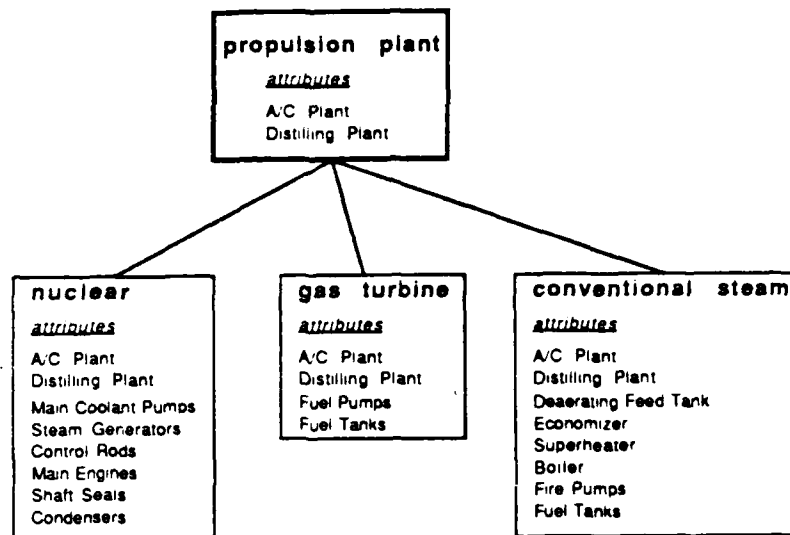 propulsion plant
attributes
A/C Plant
Distilling Plant
nuclear
attributes
A/C Plant
Distilling Plant
Main Coolant Pumps
Steam Generators
Control Rods
Main Engines
Shaft Seals
Condensers
gas turbine
attributes
A/C Plant
Distilling Plant
Fuel Pumps
Fuel Tanks
conventional steam
attributes
A/C Plant
Distilling Plant
Deaerating Feed Tank
Economizer
Superheater
Boiler
Fire Pumps
Fuel Tanks